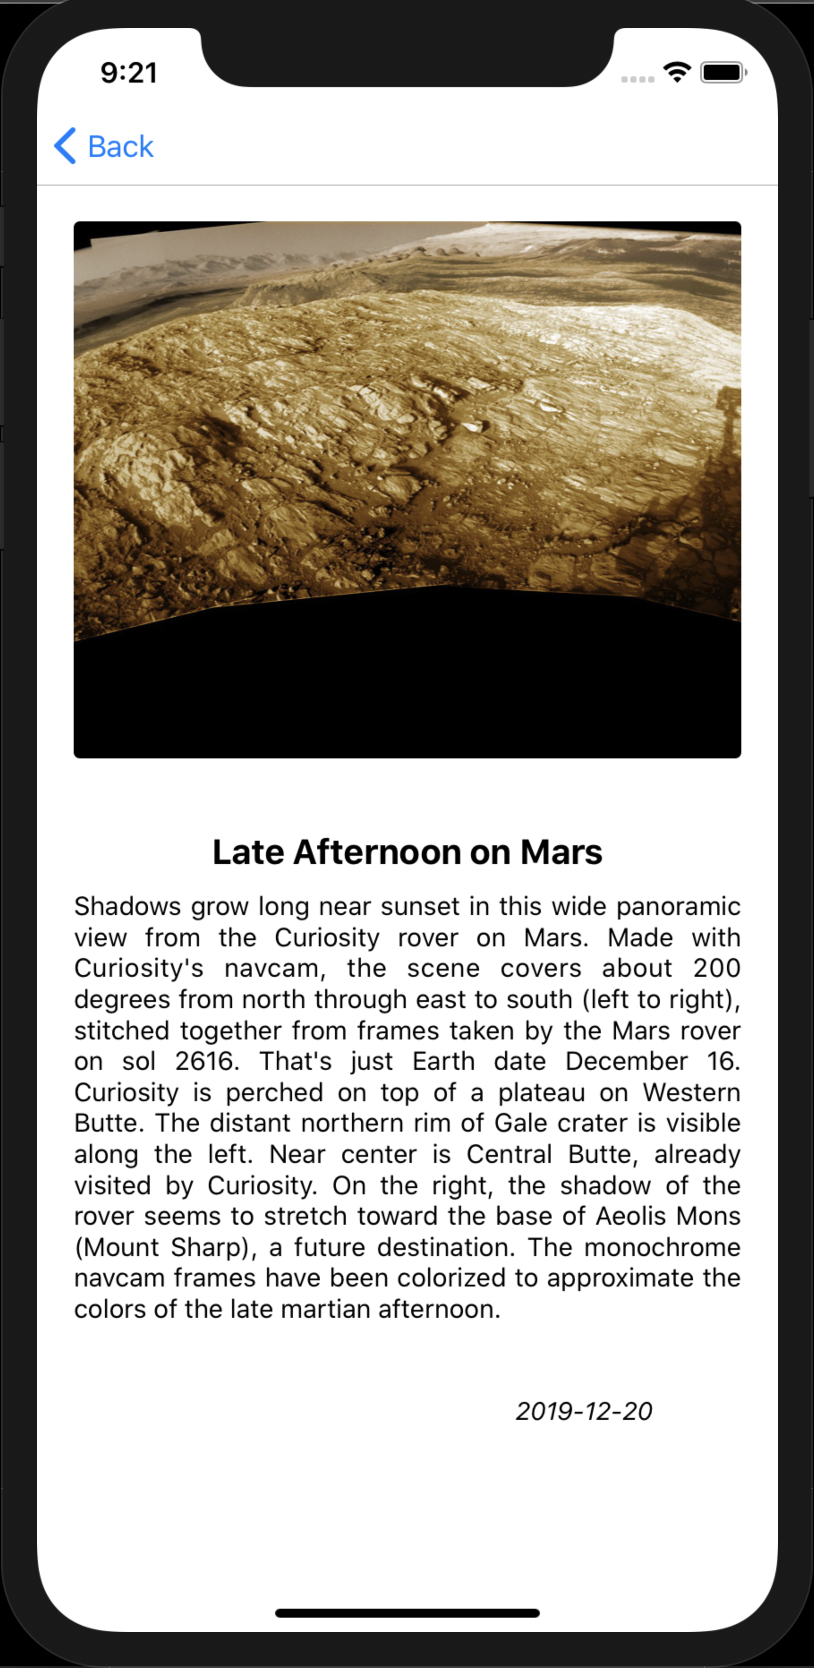 9:21
Back
Late Afternoon on Mars
Shadows grow long near sunset in this wide panoramic
view from the Curiosity rover on Mars. Made with
Curiosity's navcam, the scene covers about 200
degrees from north through east to south (left to right),
stitched together from frames taken by the Mars rover
on sol 2616. That's just Earth date December 16.
Curiosity is perched on top of a plateau on Western
Butte. The distant northern rim of Gale crater is visible
along the left. Near center is Central Butte, already
visited by Curiosity. On the right, the shadow of the
rover seems to stretch toward the base of Aeolis Mons
(Mount Sharp), a future destination. The monochrome
navcam frames have been colorized to approximate the
colors of the late martian afternoon.
2019-12-20